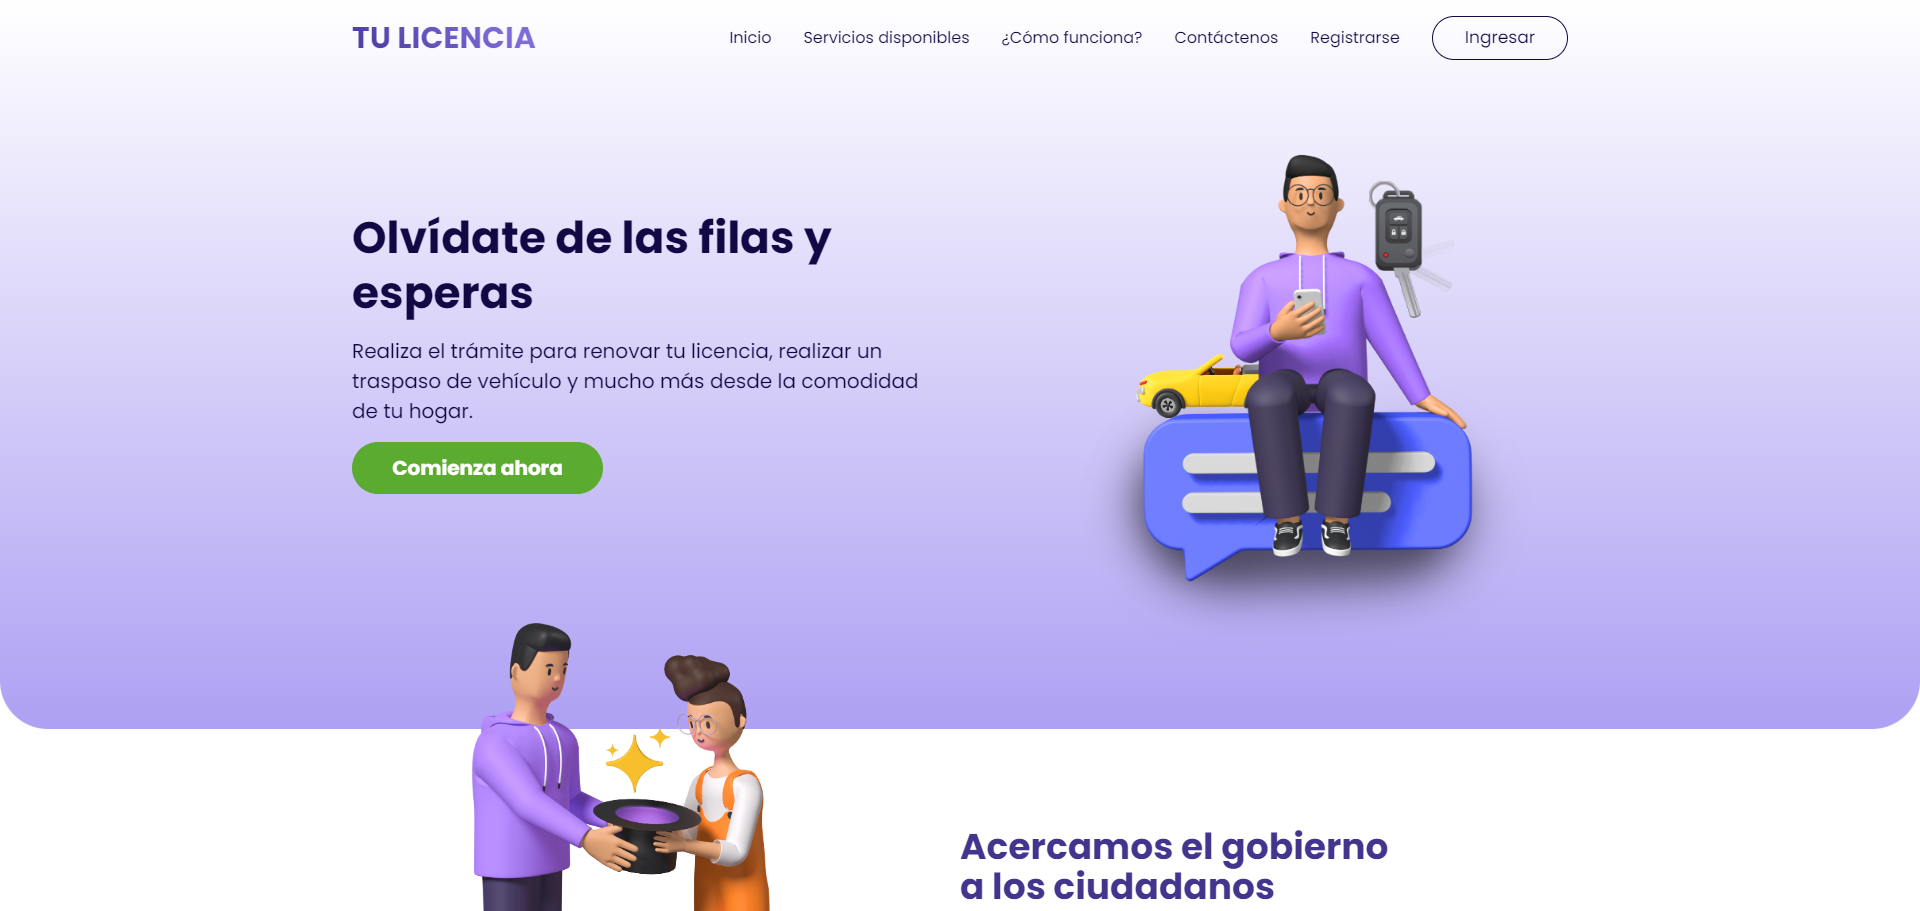 TU LICENCIA
Inicio
Servicios disponibles
¿Cómo funciona?
Contáctenos
Registrarse
Ingresar
Olvídate de las filas y
esperas
Realiza el trámite para renovar tu licencia, realizar un
traspaso de vehículo y mucho más desde la comodidad
de tu hogar.
Comienza ahora
Acercamos el gobierno
a los ciudadanos